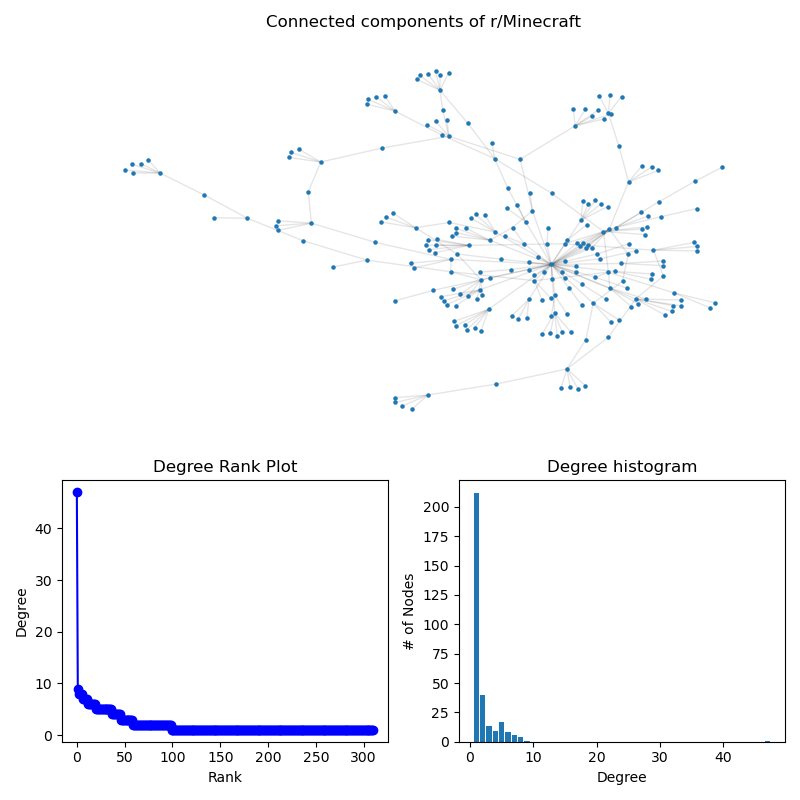 Connected components of r/Minecraft
Degree Rank Plot
Degree
40
30
20
10
0
0 50 100 150 200 250 300
Rank
Degree histogram
# of Nodes
200
175
150
125
100
75
50
25
0
0 10 20 30 40
Degree